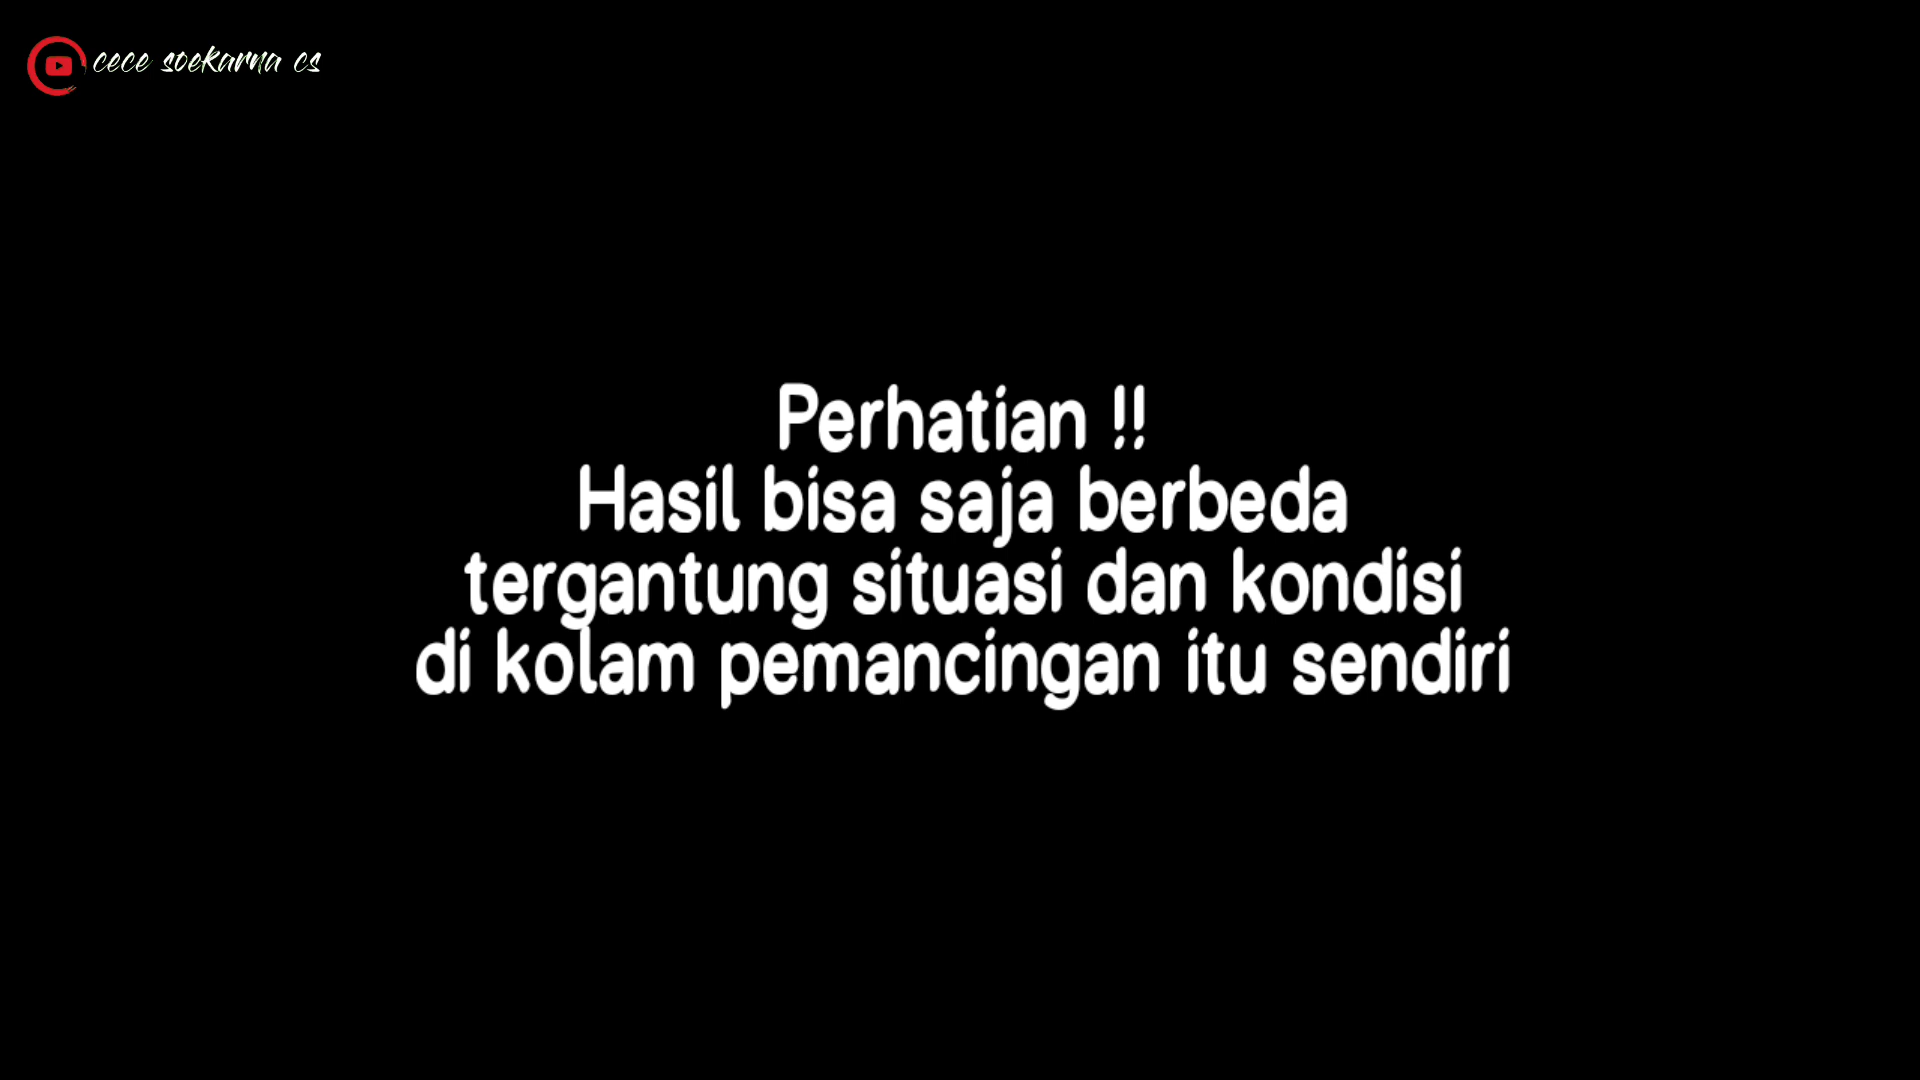 cece soekarna cs
Perhatian !!
Hasil bisa saja berbeda
tergantung situasi dan kondisi
di kolam pemancingan itu sendiri